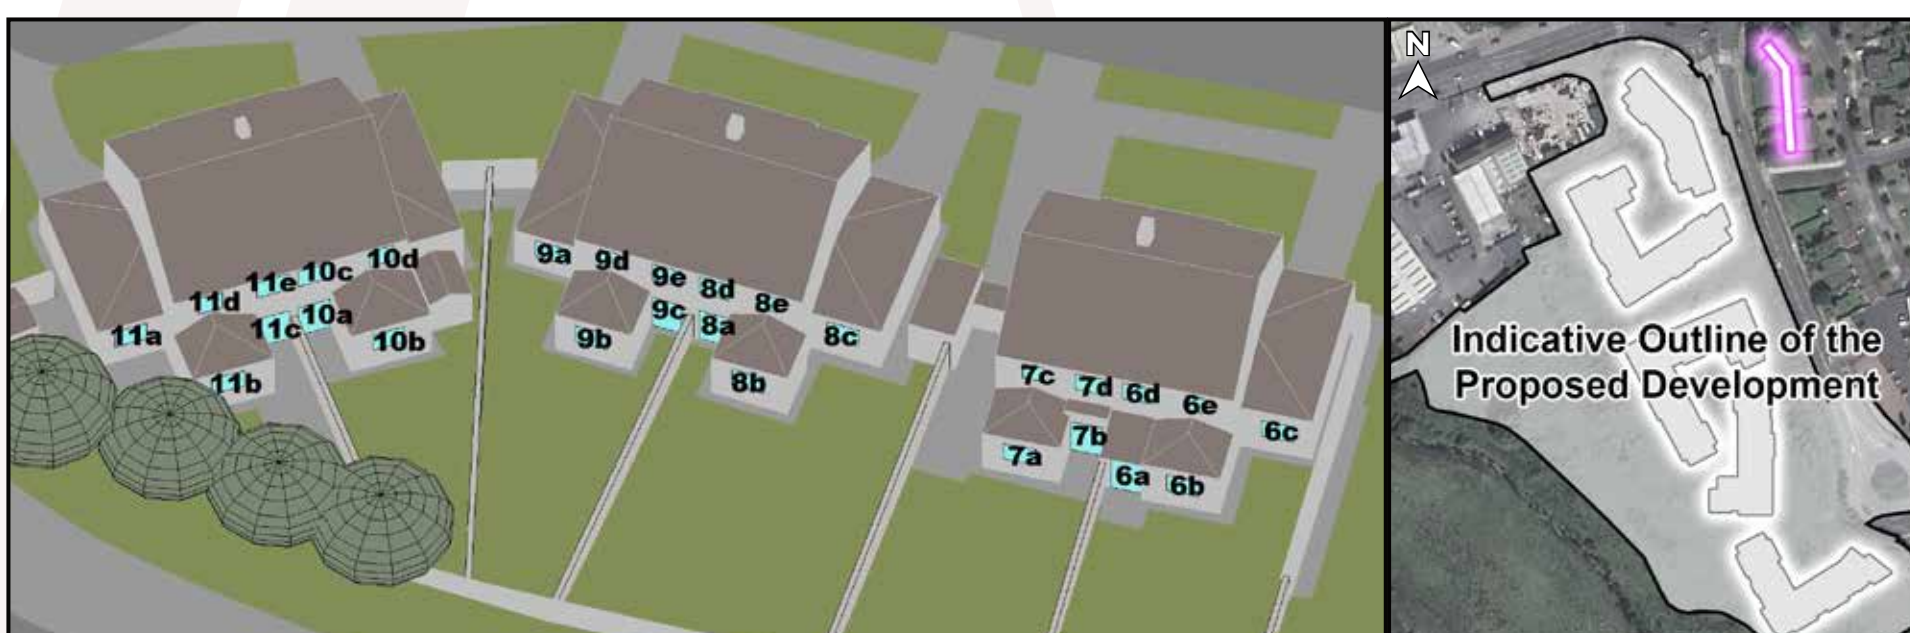 11a
11d
11e
10c
10d
11c
10a
11b
10b
9a
9d
9e
8d
8e
9c
8a
9b
8b
8c
7c
7d
6d
6e
7b
7a
6a
6b
6c
N
Indicative Outline of the
Proposed Development